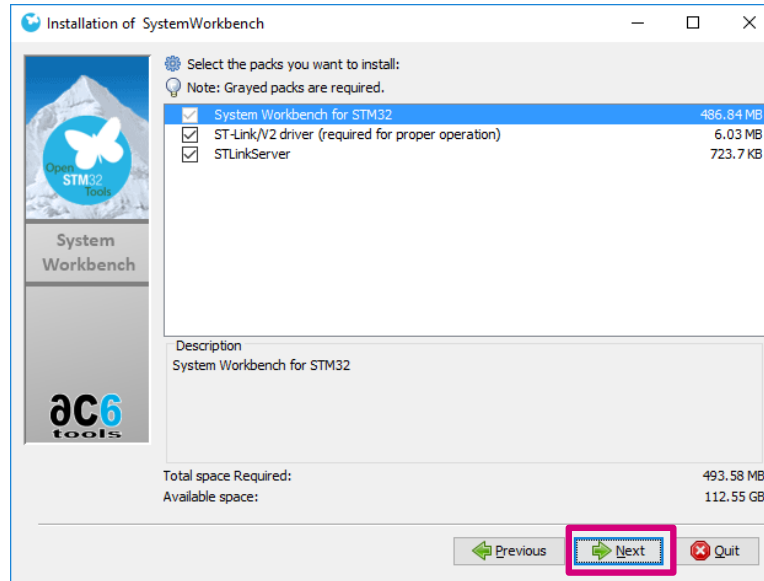 Installation of SystemWorkbench
Select the packs you want to install:
Note: Grayed packs are required.
System Workbench for STM32 486.84 MB
ST-Link/V2 driver (required for proper operation) 6.03 MB
STLinkServer 723.7 KB
Open
STM32
Tools
System
Workbench
Description
System Workbench for STM32
ac6
tools
Total space Required: 493.58 MB
Available space: 112.55 GB
Previous Next Quit